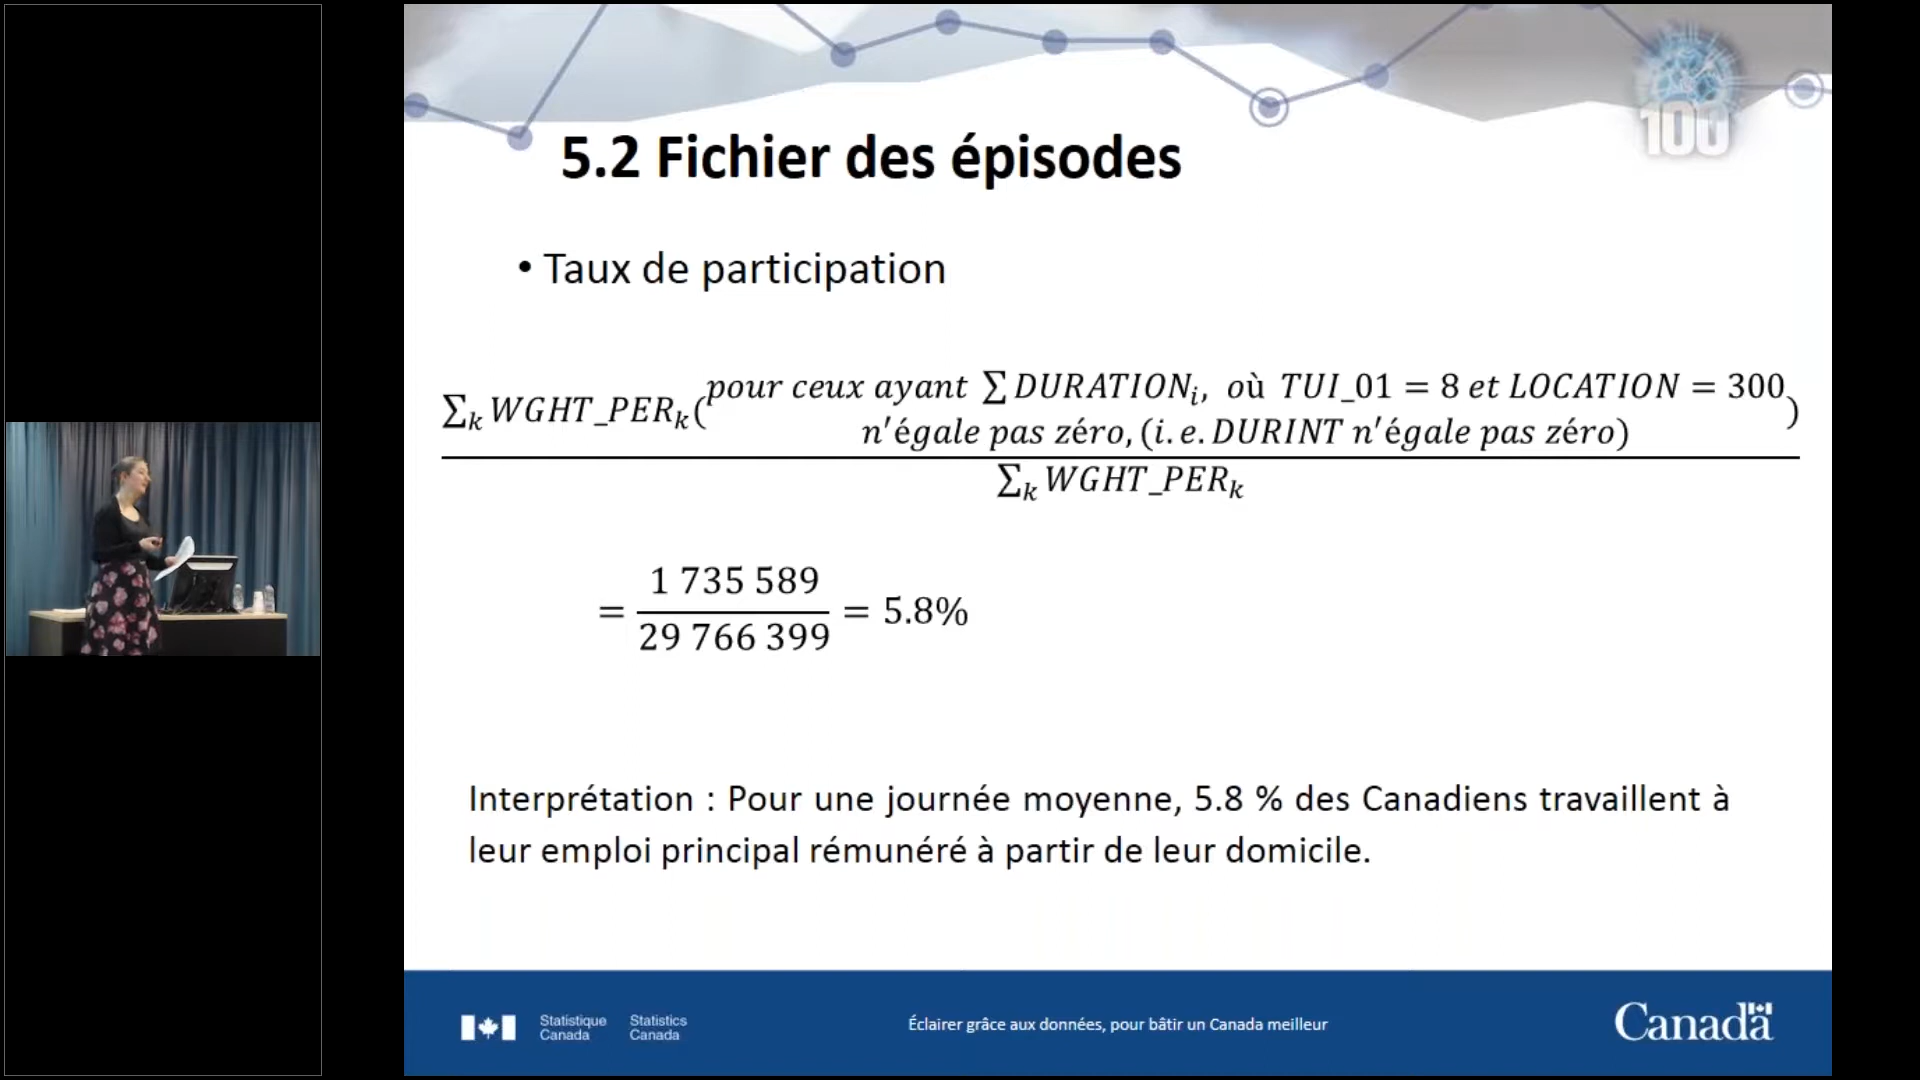 100
5.2 Fichier des épisodes
• Taux de participation
∑ₖ WGHT_PERₖ(pour ceux ayant ∑ DURATIONᵢ, où TUI_01 = 8 et LOCATION = 300
n'égale pas zéro, (i.e. DURINT n'égale pas zéro))
∑ₖ WGHT_PERₖ
= 1 735 589 / 29 766 399 = 5.8%
Interprétation : Pour une journée moyenne, 5.8 % des Canadiens travaillent à
leur emploi principal rémunéré à partir de leur domicile.
Statistique Canada
Statistics Canada
Éclairer grâce aux données, pour bâtir un Canada meilleur
Canada